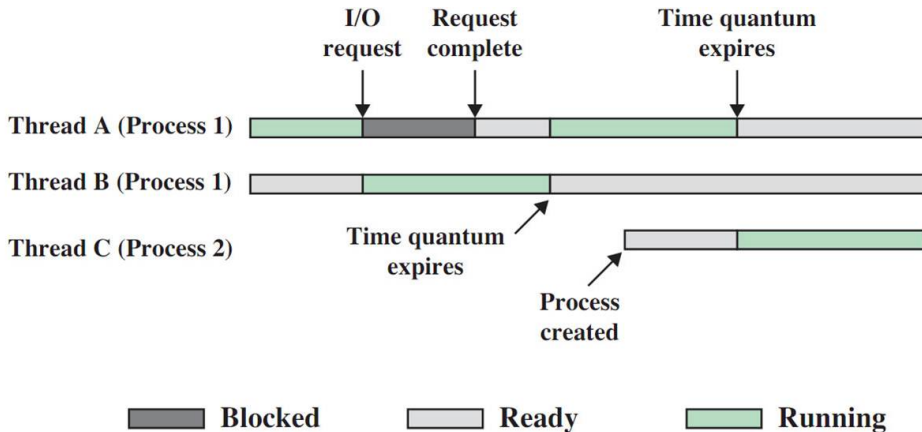 I/O
request
Request
complete
Time quantum
expires
Thread A (Process 1)
Thread B (Process 1)
Time quantum
expires
Thread C (Process 2)
Process
created
Blocked
Ready
Running